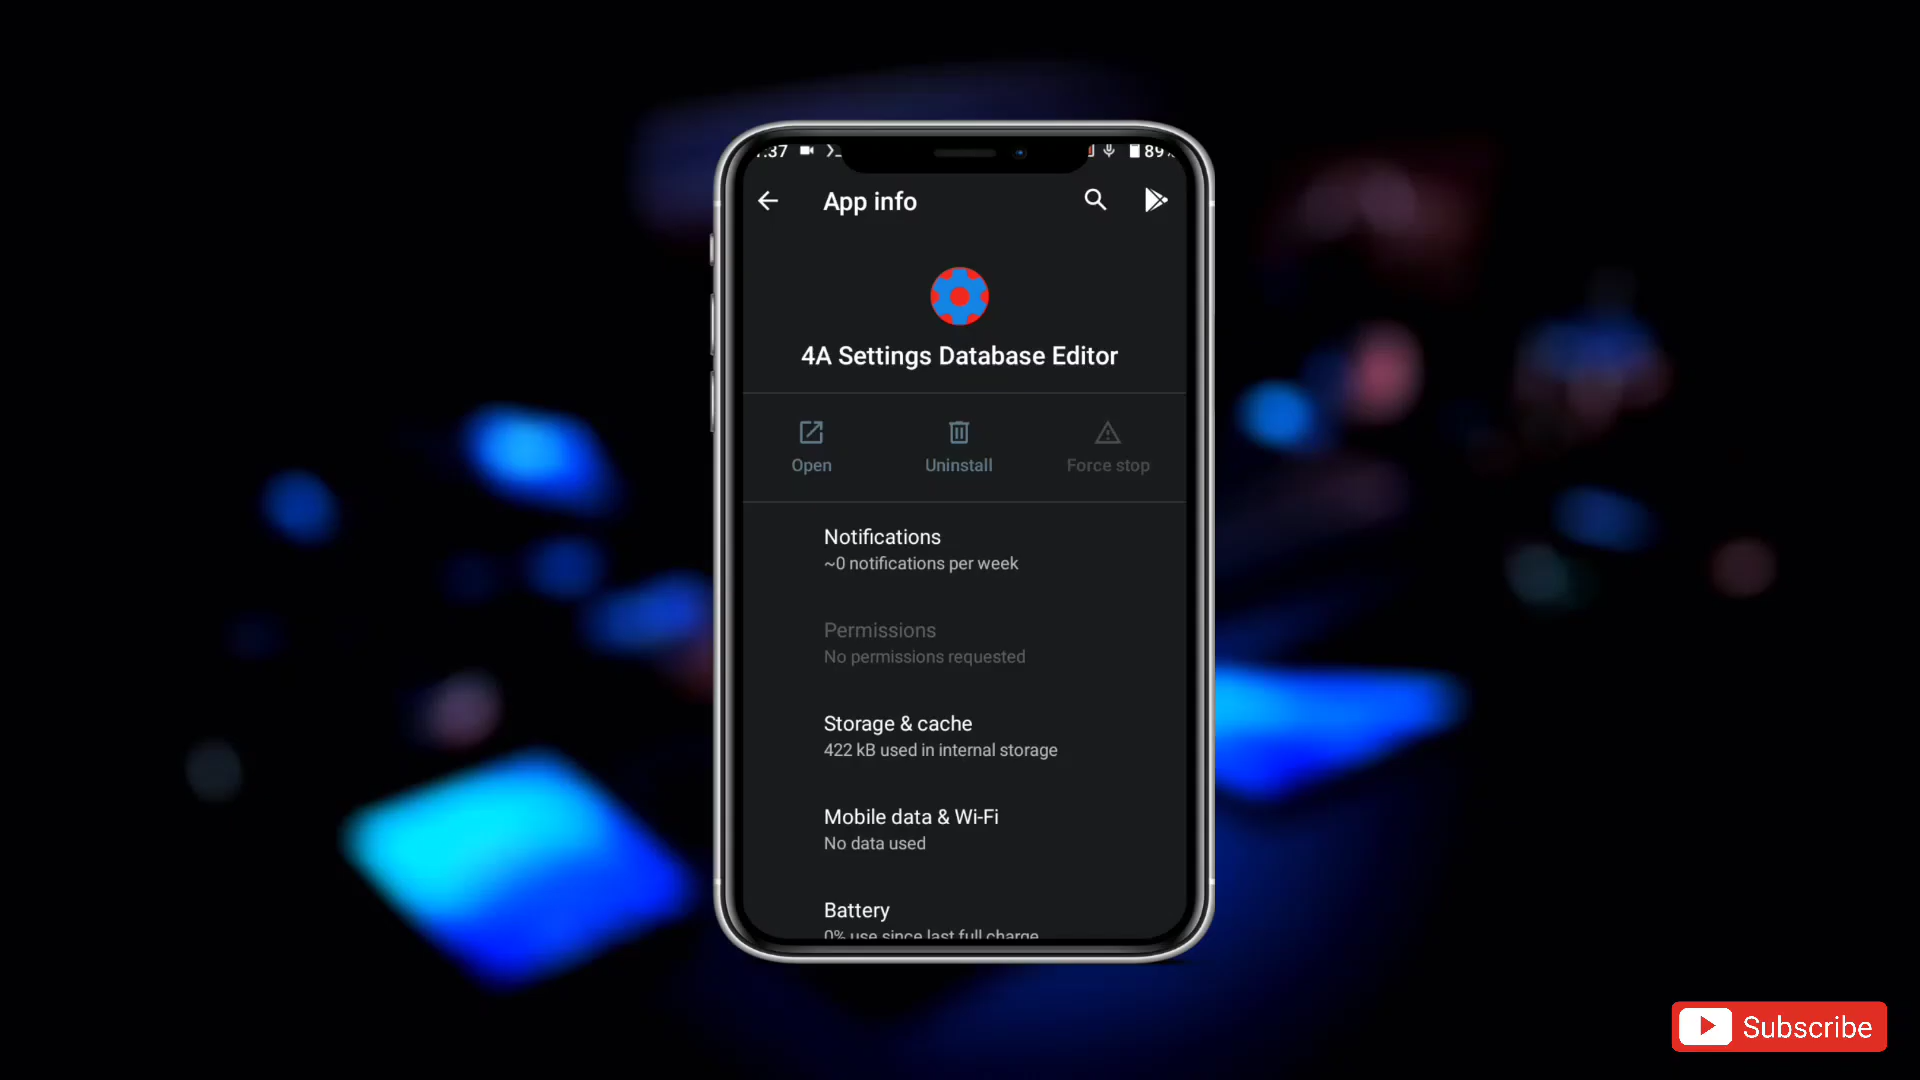 :37 89%
App info
4A Settings Database Editor
Open Uninstall Force stop
Notifications
~0 notifications per week
Permissions
No permissions requested
Storage & cache
422 kB used in internal storage
Mobile data & Wi-Fi
No data used
Battery
0% use since last full charge
Subscribe